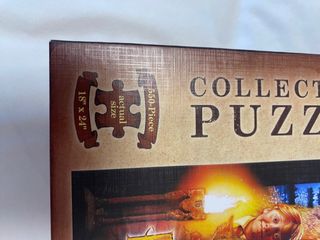 550-Piece
actual
size
18" x 24"
COLLECT
PUZZ